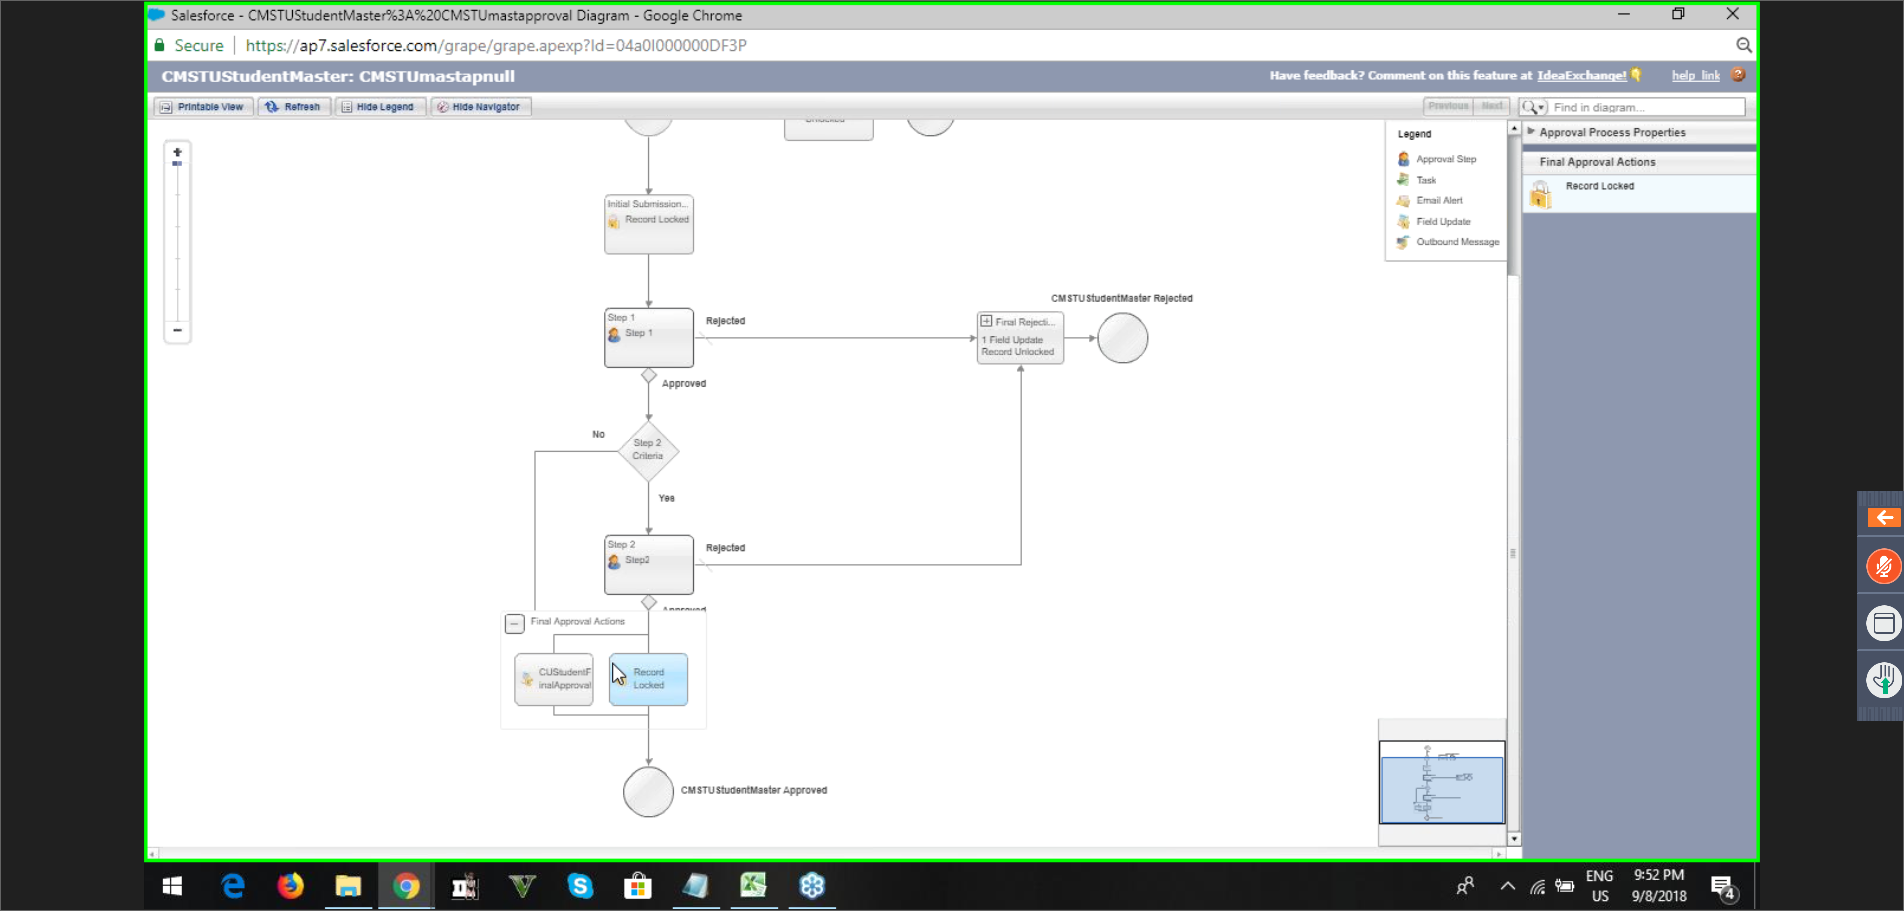 Salesforce - CMSTUStudentMaster%3A%20CMSTUmastapproval Diagram - Google Chrome
Secure https://ap7.salesforce.com/grape/grape.apexp?Id=04a0I000000DF3P
CMSTUStudentMaster: CMSTUmastapnull
Have feedback? Comment on this feature at IdeaExchange!
help link
Printable View
Refresh
Hide Legend
Hide Navigator
Previous
Next
Find in diagram...
Unlocked
Legend
Approval Step
Task
Email Alert
Field Update
Outbound Message
Approval Process Properties
Final Approval Actions
Record Locked
Initial Submission...
Record Locked
Step 1
Step 1
Rejected
Approved
CMSTUStudentMaster Rejected
Final Rejecti...
1 Field Update
Record Unlocked
No
Step 2
Criteria
Yes
Step 2
Step2
Rejected
Approved
Final Approval Actions
CUStudentF
inalApproval
Record
Locked
CMSTUStudentMaster Approved
ENG
US
9:52 PM
9/8/2018
4